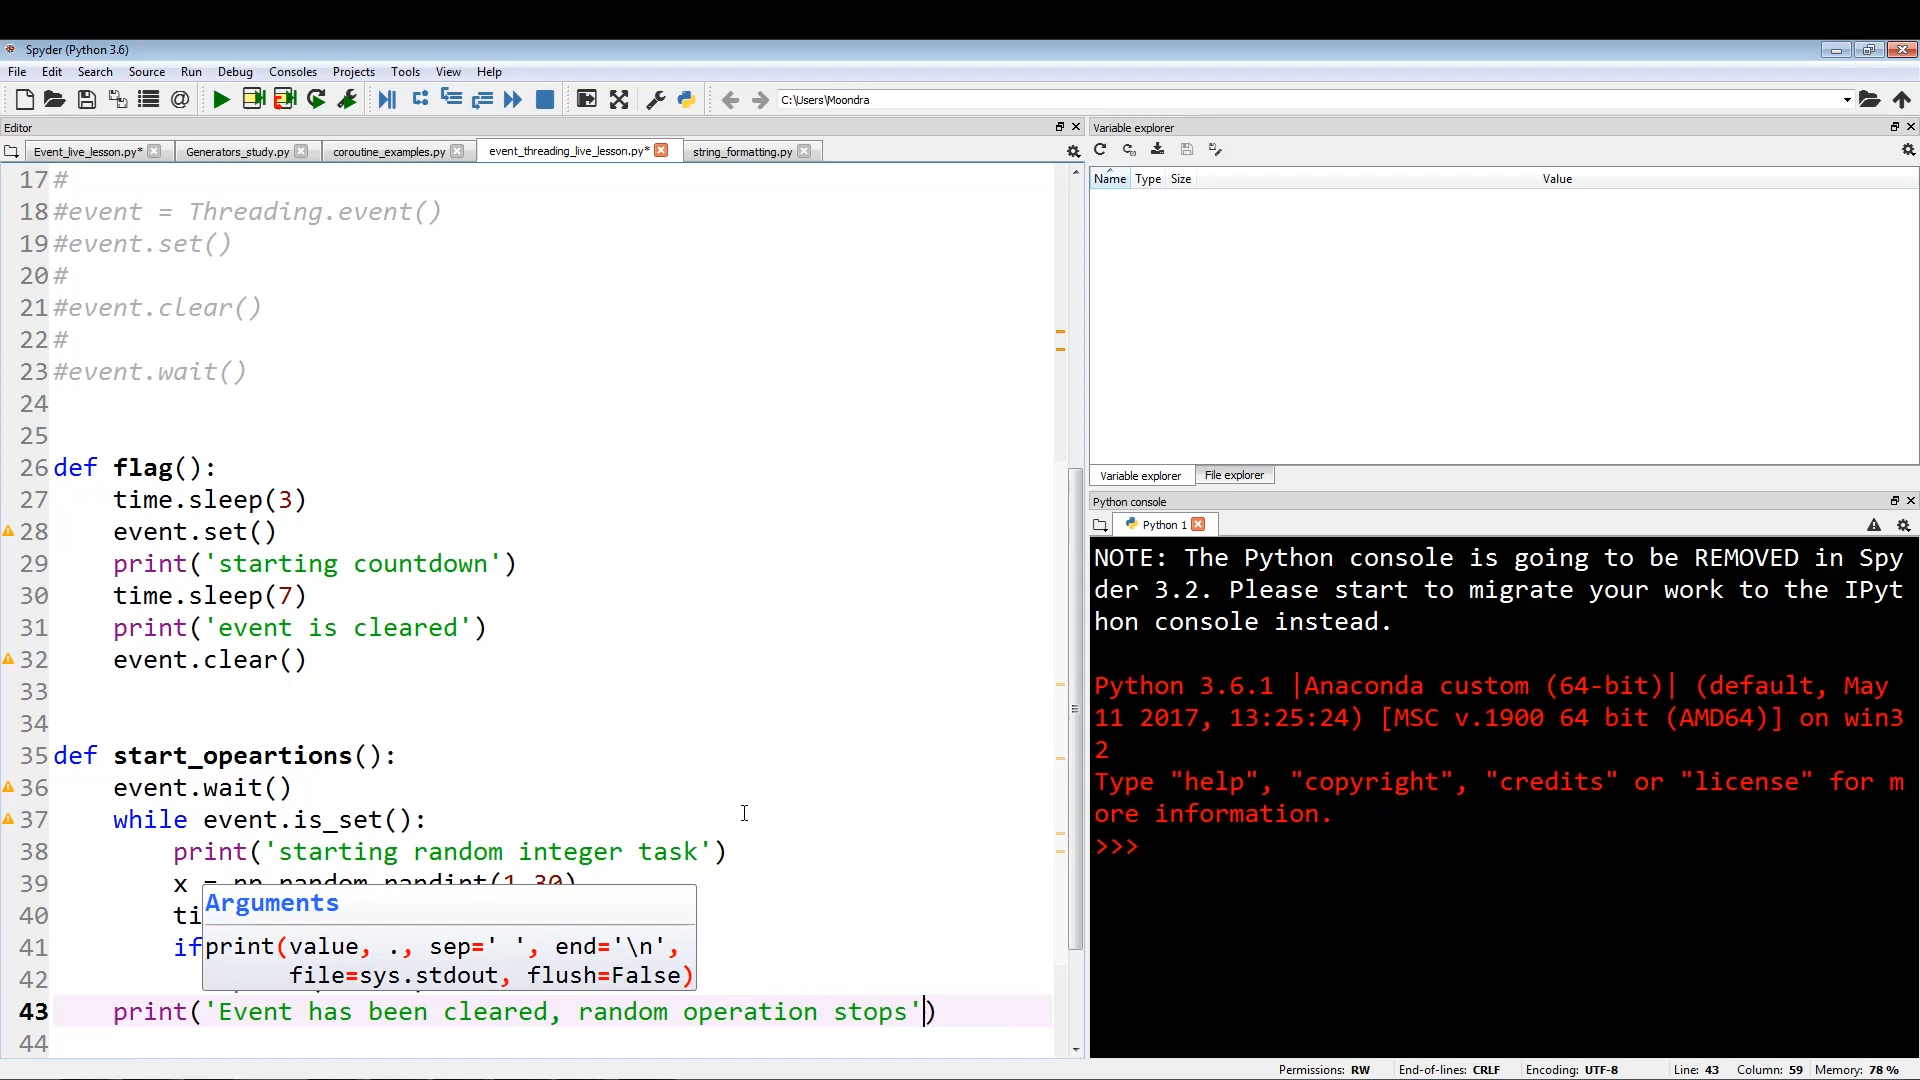 Spyder (Python 3.6)
File Edit Search Source Run Debug Consoles Projects Tools View Help
C:\Users\Moondra
Editor
Event_live_lesson.py* Generators_study.py coroutine_examples.py event_threading_live_lesson.py* string_formatting.py
17 #
18 #event = Threading.event()
19 #event.set()
20 #
21 #event.clear()
22 #
23 #event.wait()
24
25
26 def flag():
27 time.sleep(3)
28 event.set()
29 print('starting countdown')
30 time.sleep(7)
31 print('event is cleared')
32 event.clear()
33
34
35 def start_opeartions():
36 event.wait()
37 while event.is_set():
38 print('starting random integer task')
39 x = np.random.randint(1,30)
40 ti
41 if
42
43 print('Event has been cleared, random operation stops')
44
Arguments
print(value, ., sep=' ', end='\n',
file=sys.stdout, flush=False)
Variable explorer
Name Type Size Value
Variable explorer File explorer
Python console
Python 1
NOTE: The Python console is going to be REMOVED in Spy
der 3.2. Please start to migrate your work to the IPyt
hon console instead.
Python 3.6.1 |Anaconda custom (64-bit)| (default, May
11 2017, 13:25:24) [MSC v.1900 64 bit (AMD64)] on win3
2
Type "help", "copyright", "credits" or "license" for m
ore information.
>>>
Permissions: RW End-of-lines: CRLF Encoding: UTF-8 Line: 43 Column: 59 Memory: 78 %